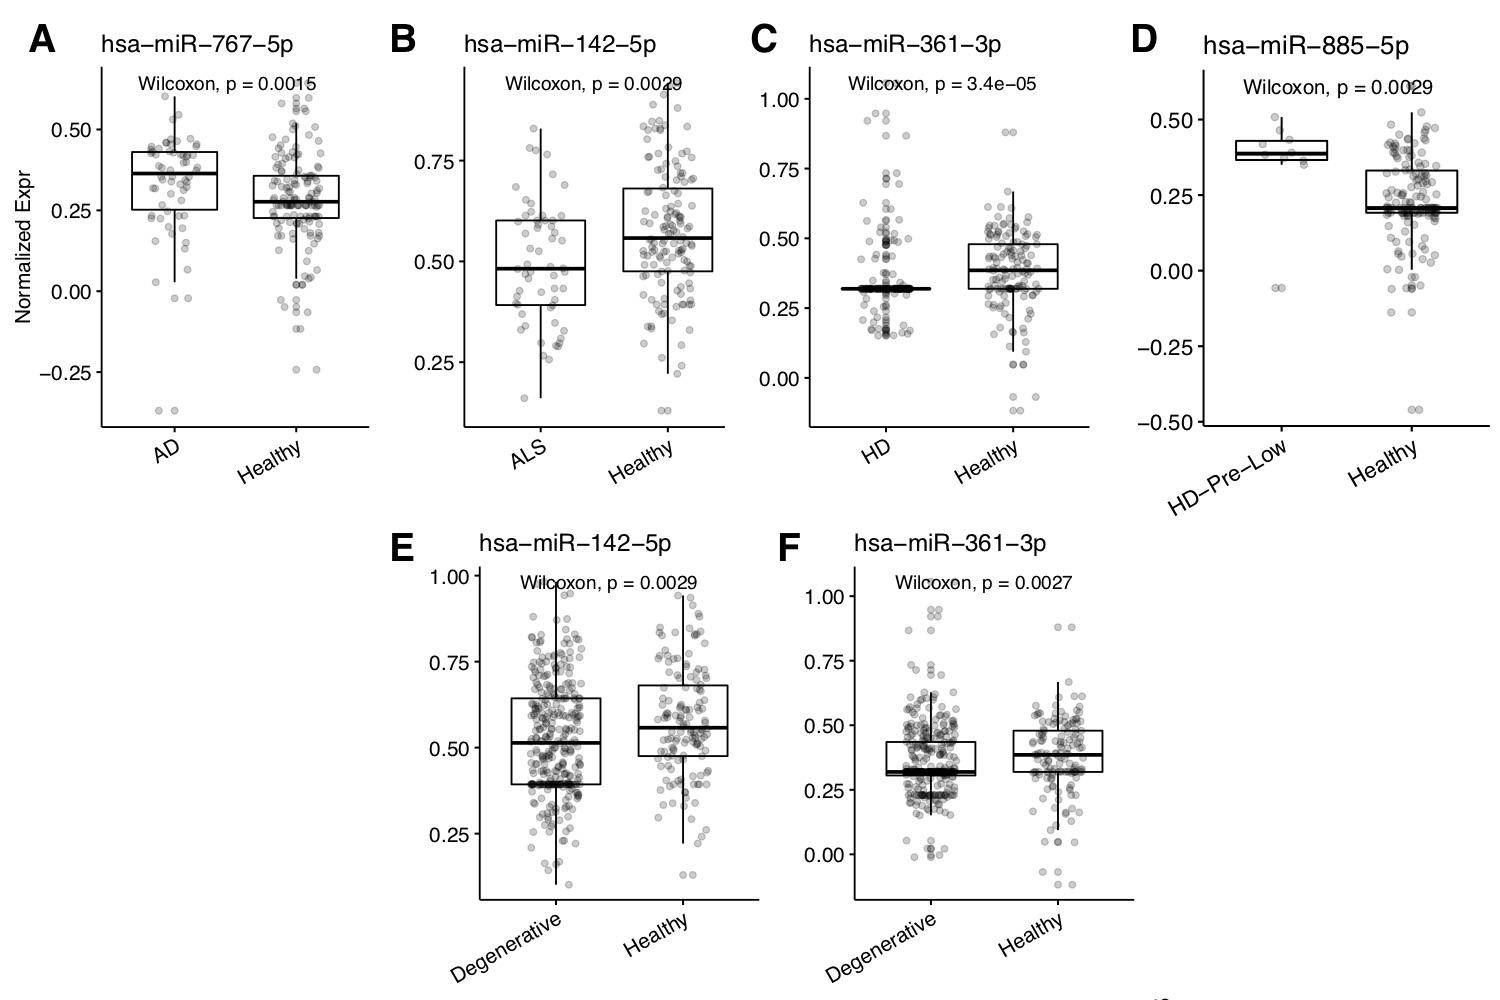 A
hsa−miR−767−5p
Wilcoxon, p = 0.0015
Normalized Expr
0.50
0.25
0.00
−0.25
AD
Healthy
B
hsa−miR−142−5p
Wilcoxon, p = 0.0029
0.75
0.50
0.25
ALS
Healthy
C
hsa−miR−361−3p
Wilcoxon, p = 3.4e−05
1.00
0.75
0.50
0.25
0.00
HD
Healthy
D
hsa−miR−885−5p
Wilcoxon, p = 0.0029
0.50
0.25
0.00
−0.25
−0.50
HD−Pre−Low
Healthy
E
hsa−miR−142−5p
Wilcoxon, p = 0.0029
1.00
0.75
0.50
0.25
Degenerative
Healthy
F
hsa−miR−361−3p
Wilcoxon, p = 0.0027
1.00
0.75
0.50
0.25
0.00
Degenerative
Healthy